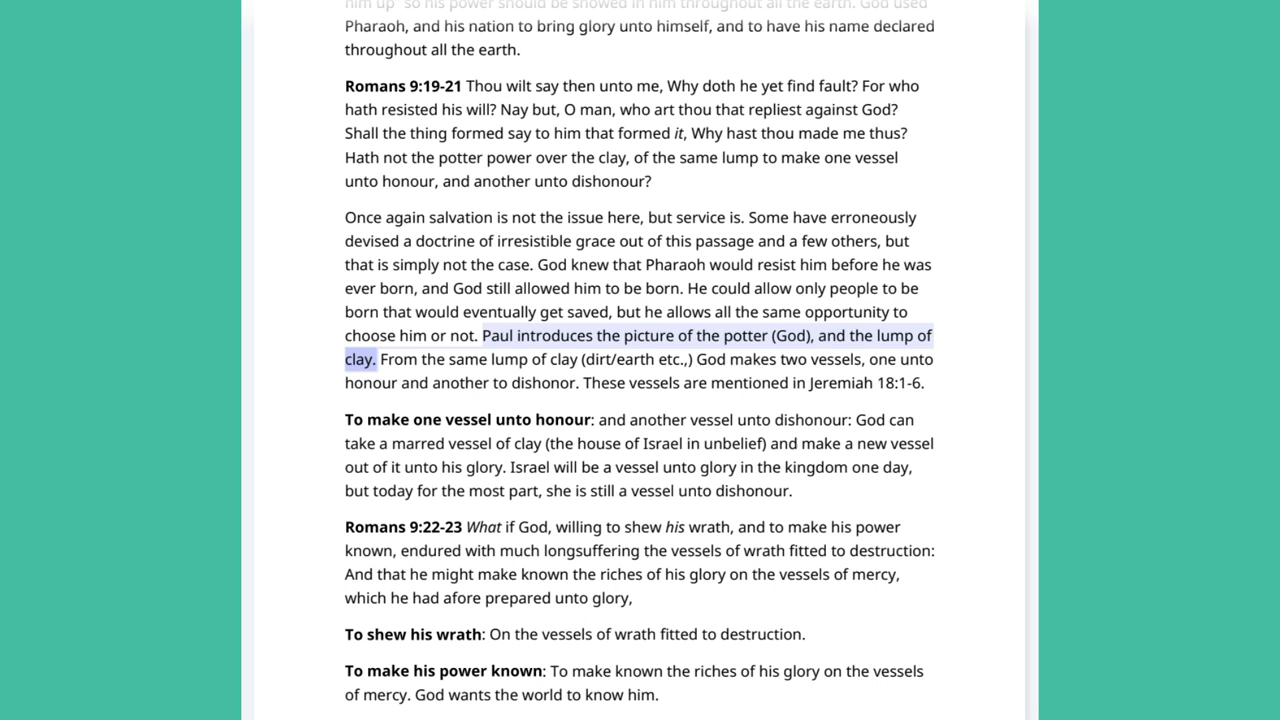 him up" so his power should be showed in him throughout all the earth. God used
Pharaoh, and his nation to bring glory unto himself, and to have his name declared
throughout all the earth.
Romans 9:19-21 Thou wilt say then unto me, Why doth he yet find fault? For who
hath resisted his will? Nay but, O man, who art thou that repliest against God?
Shall the thing formed say to him that formed it, Why hast thou made me thus?
Hath not the potter power over the clay, of the same lump to make one vessel
unto honour, and another unto dishonour?
Once again salvation is not the issue here, but service is. Some have erroneously
devised a doctrine of irresistible grace out of this passage and a few others, but
that is simply not the case. God knew that Pharaoh would resist him before he was
ever born, and God still allowed him to be born. He could allow only people to be
born that would eventually get saved, but he allows all the same opportunity to
choose him or not. Paul introduces the picture of the potter (God), and the lump of
clay. From the same lump of clay (dirt/earth etc.,) God makes two vessels, one unto
honour and another to dishonor. These vessels are mentioned in Jeremiah 18:1-6.
To make one vessel unto honour: and another vessel unto dishonour: God can
take a marred vessel of clay (the house of Israel in unbelief) and make a new vessel
out of it unto his glory. Israel will be a vessel unto glory in the kingdom one day,
but today for the most part, she is still a vessel unto dishonour.
Romans 9:22-23 What if God, willing to shew his wrath, and to make his power
known, endured with much longsuffering the vessels of wrath fitted to destruction:
And that he might make known the riches of his glory on the vessels of mercy,
which he had afore prepared unto glory,
To shew his wrath: On the vessels of wrath fitted to destruction.
To make his power known: To make known the riches of his glory on the vessels
of mercy. God wants the world to know him.